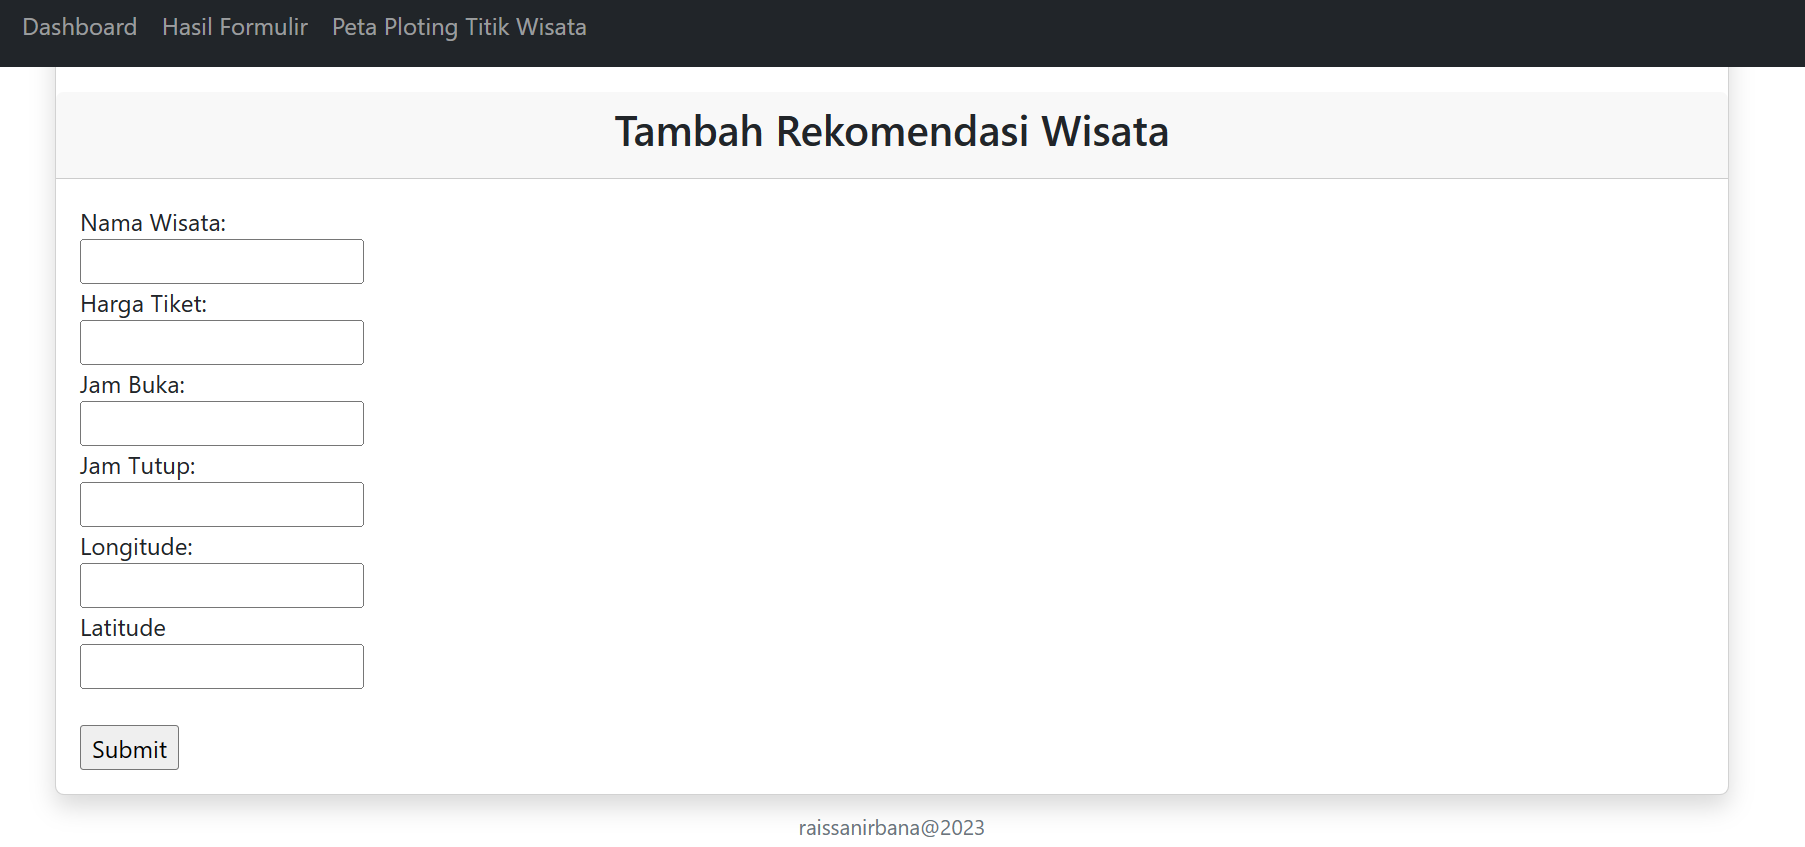 Dashboard Hasil Formulir Peta Ploting Titik Wisata
Tambah Rekomendasi Wisata
Nama Wisata:
Harga Tiket:
Jam Buka:
Jam Tutup:
Longitude:
Latitude
Submit
raissanirbana@2023